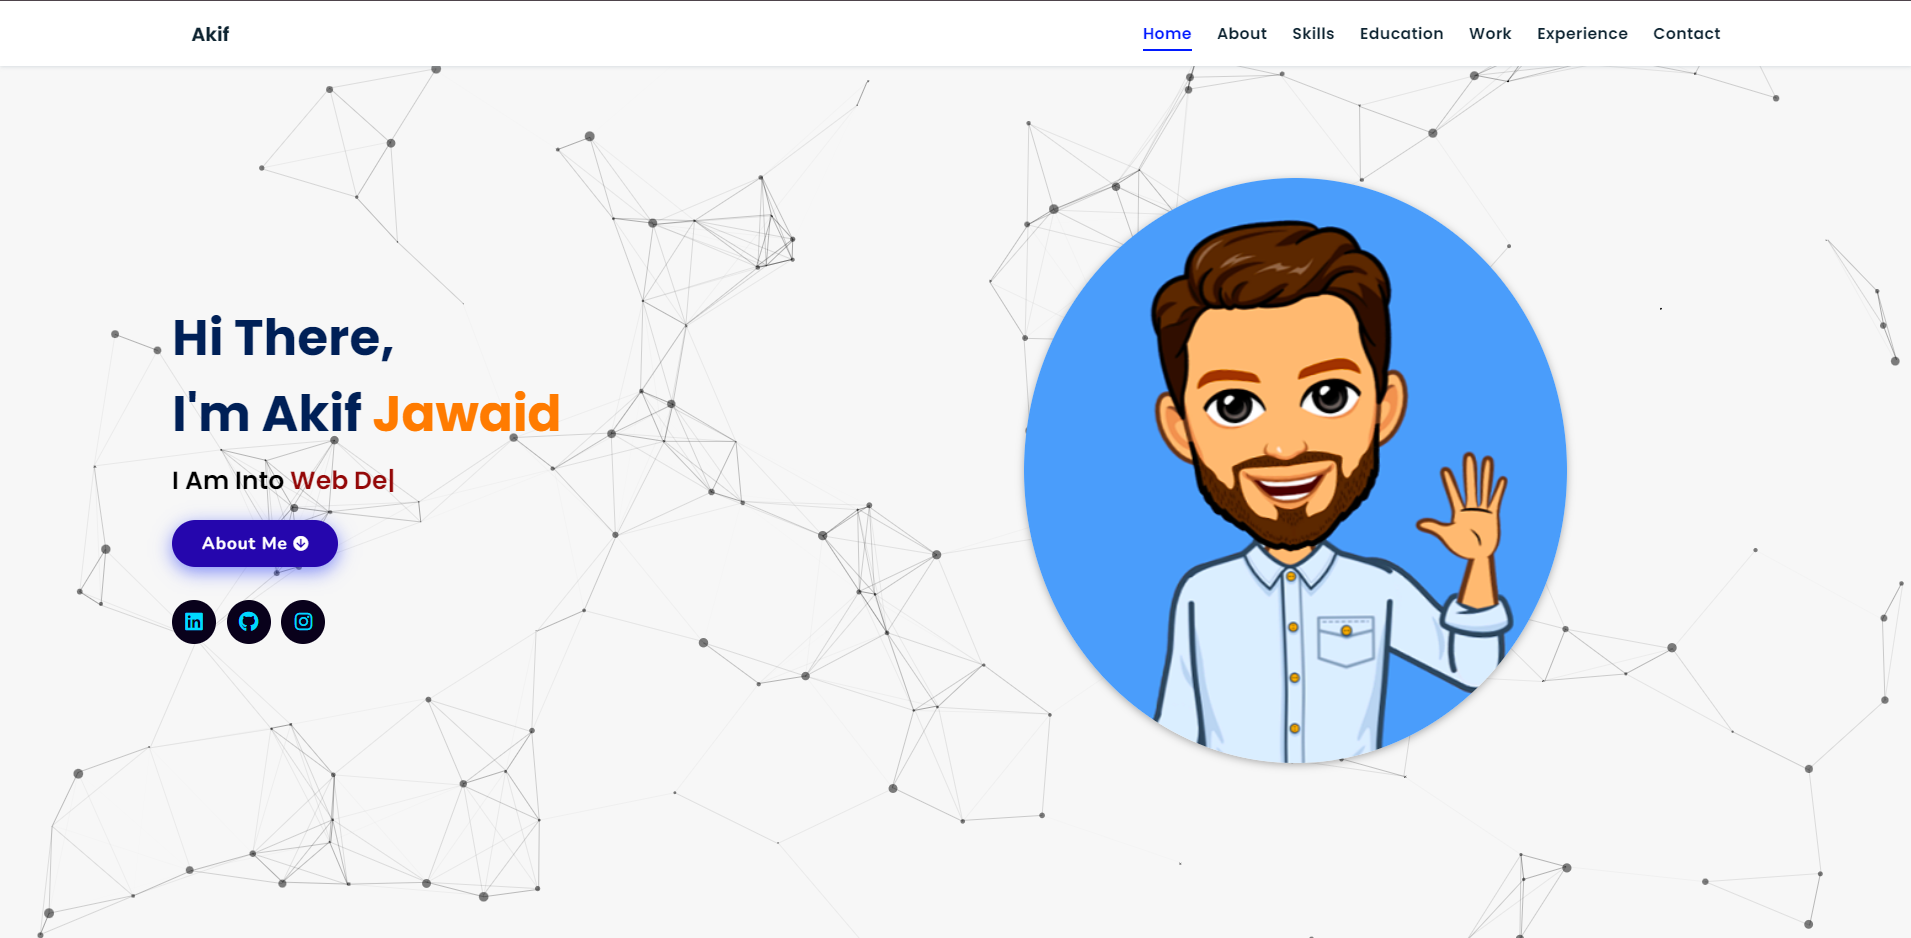 Akif
Home About Skills Education Work Experience Contact
Hi There,
I'm Akif Jawaid
I Am Into Web De|
About Me